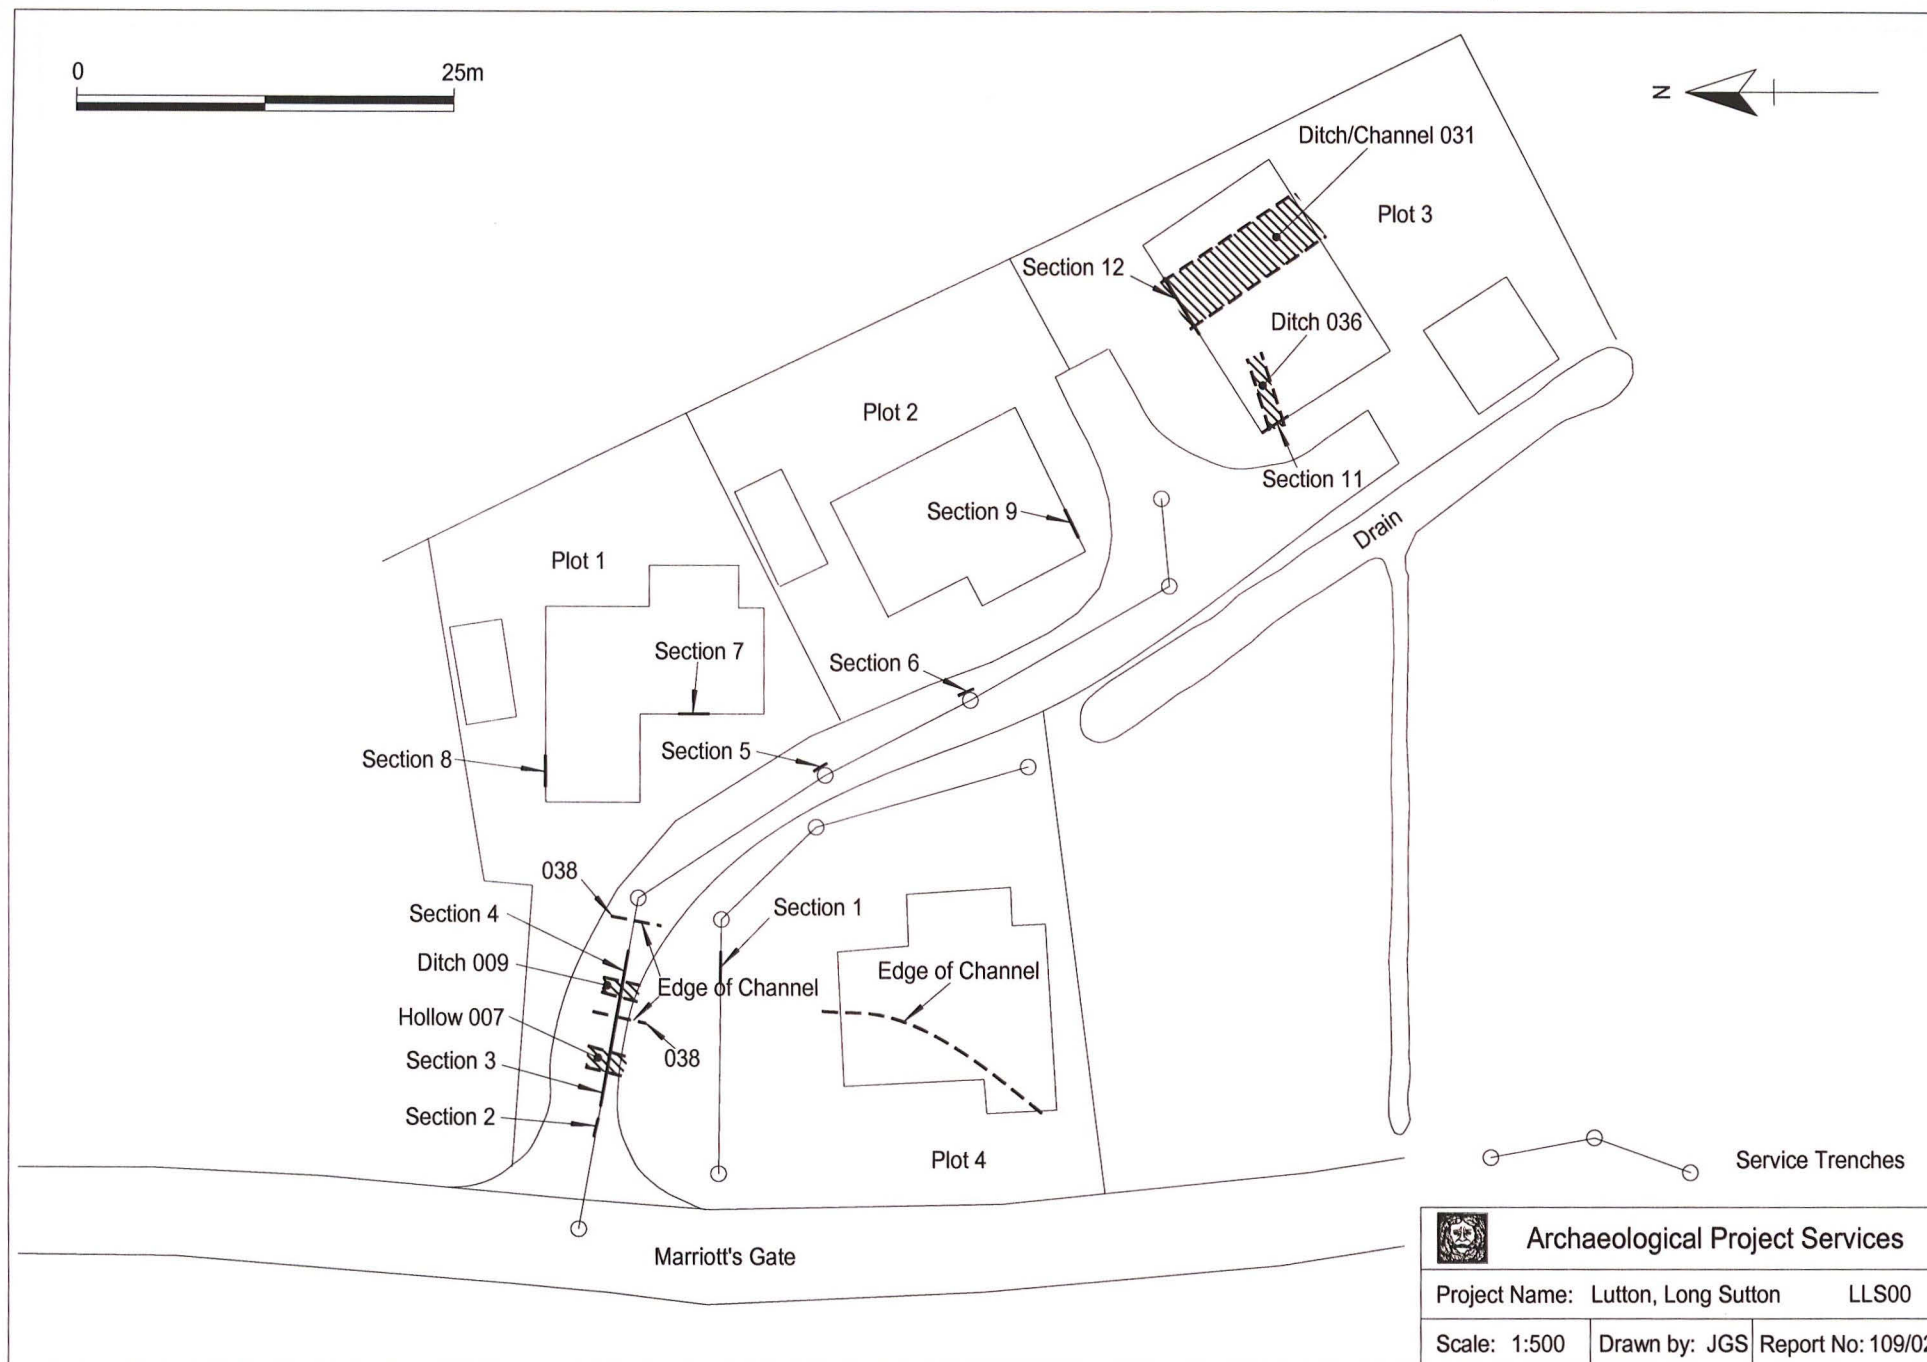 0 25m
N
Ditch/Channel 031
Plot 3
Section 12
Ditch 036
Plot 2
Section 11
Section 9
Drain
Plot 1
Section 7
Section 6
Section 5
Section 8
038
Section 4
Section 1
Ditch 009
Edge of Channel
Edge of Channel
Hollow 007
038
Section 3
Section 2
Plot 4
Service Trenches
Marriott's Gate
Archaeological Project Services
Project Name: Lutton, Long Sutton LLS00
Scale: 1:500 Drawn by: JGS Report No: 109/02